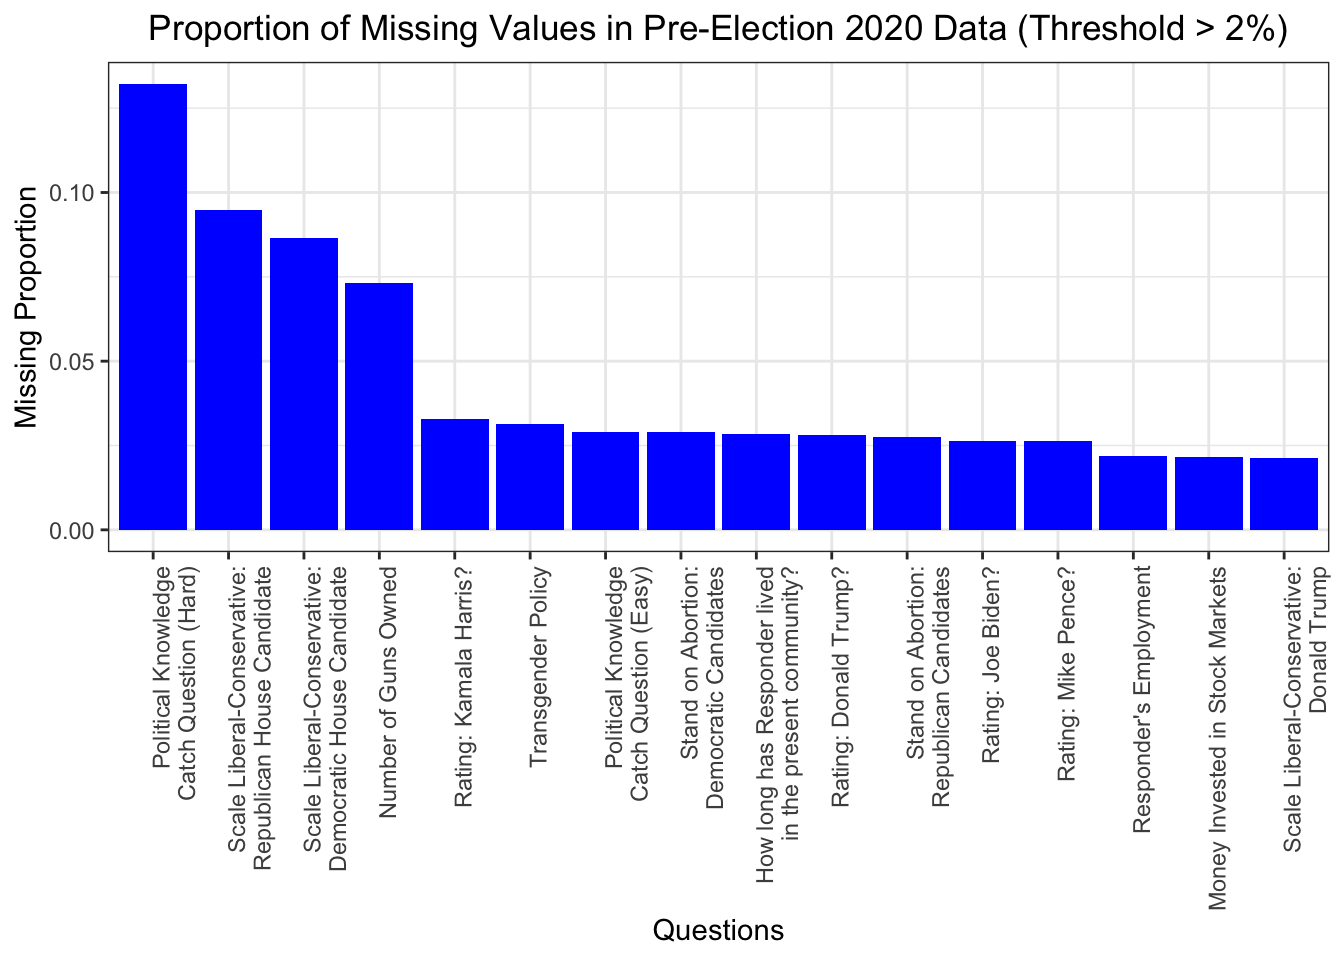 Proportion of Missing Values in Pre-Election 2020 Data (Threshold > 2%)
Missing Proportion
0.10
0.05
0.00
Political Knowledge
Catch Question (Hard)
Scale Liberal-Conservative:
Republican House Candidate
Scale Liberal-Conservative:
Democratic House Candidate
Number of Guns Owned
Rating: Kamala Harris?
Transgender Policy
Political Knowledge
Catch Question (Easy)
Stand on Abortion:
Democratic Candidates
How long has Responder lived
in the present community?
Rating: Donald Trump?
Stand on Abortion:
Republican Candidates
Rating: Joe Biden?
Rating: Mike Pence?
Responder's Employment
Money Invested in Stock Markets
Scale Liberal-Conservative:
Donald Trump
Questions